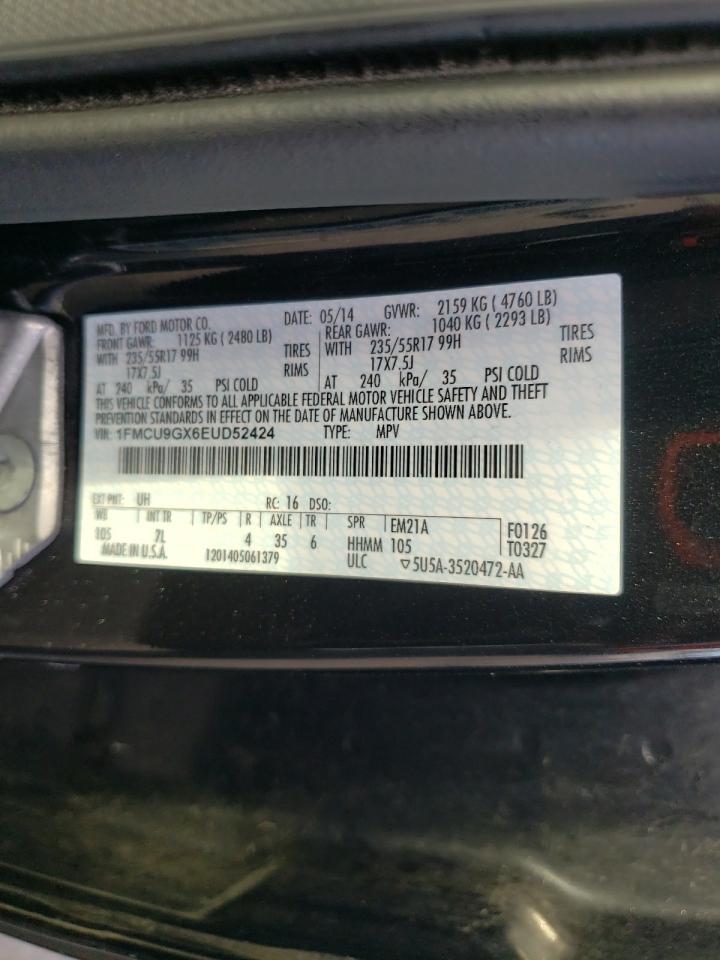 MFD. BY FORD MOTOR CO. DATE: 05/14 GVWR: 2159 KG ( 4760 LB)
FRONT GAWR: 1125 KG ( 2480 LB) REAR GAWR: 1040 KG ( 2293 LB)
WITH 235/55R17 99H TIRES WITH 235/55R17 99H TIRES
17X7.5J RIMS 17X7.5J RIMS
AT 240 kPa/ 35 PSI COLD AT 240 kPa/ 35 PSI COLD
THIS VEHICLE CONFORMS TO ALL APPLICABLE FEDERAL MOTOR VEHICLE SAFETY AND THEFT
PREVENTION STANDARDS IN EFFECT ON THE DATE OF MANUFACTURE SHOWN ABOVE.
VIN: 1FMCU9GX6EUD52424 TYPE: MPV
EXT PNT: UH RC: 16 DSO:
WB INT TR TP/PS R AXLE TR SPR EM21A F0126
105 7L 4 35 6 HHMM 105 T0327
MADE IN U.S.A. 1201405061379 ULC ▽5U5A-3520472-AA